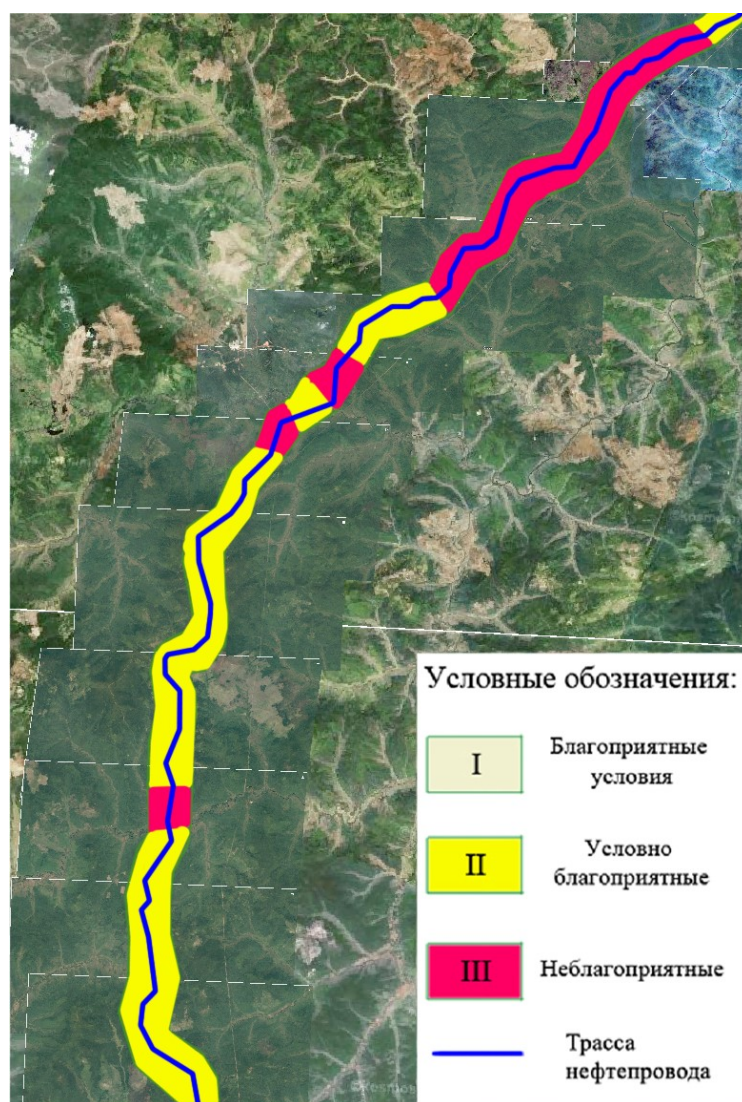 Условные обозначения:
I
Благоприятные
условия
II
Условно
благоприятные
III
Неблагоприятные
Трасса
нефтепровода